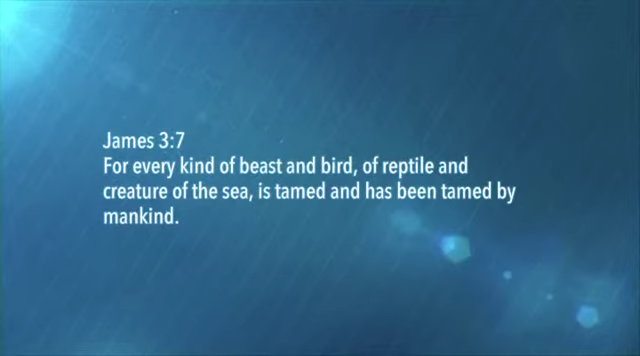 James 3:7
For every kind of beast and bird, of reptile and
creature of the sea, is tamed and has been tamed by
mankind.